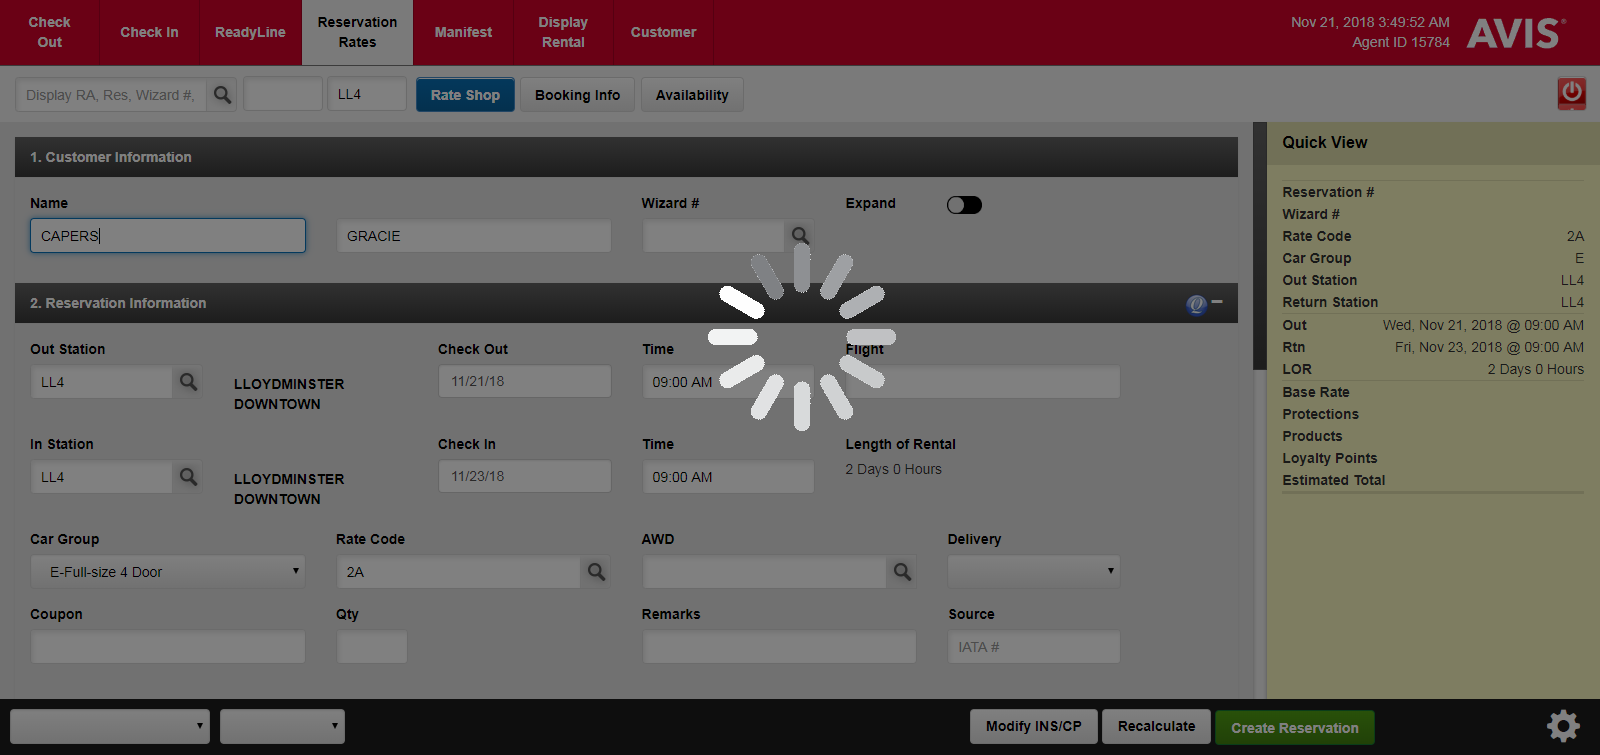 Check Out
Check In
ReadyLine
Reservation Rates
Manifest
Display Rental
Customer
Nov 21, 2018 3:49:52 AM
Agent ID 15784
AVIS
Display RA, Res, Wizard #,
LL4
Rate Shop
Booking Info
Availability
1. Customer Information
Name
Wizard #
Expand
CAPERS
GRACIE
2. Reservation Information
Out Station
Check Out
Time
Flight
LL4
LLOYDMINSTER
DOWNTOWN
11/21/18
09:00 AM
In Station
Check In
Time
Length of Rental
LL4
LLOYDMINSTER
DOWNTOWN
11/23/18
09:00 AM
2 Days 0 Hours
Car Group
Rate Code
AWD
Delivery
E-Full-size 4 Door
2A
Coupon
Qty
Remarks
Source
IATA #
Quick View
Reservation #
Wizard #
Rate Code 2A
Car Group E
Out Station LL4
Return Station LL4
Out Wed, Nov 21, 2018 @ 09:00 AM
Rtn Fri, Nov 23, 2018 @ 09:00 AM
LOR 2 Days 0 Hours
Base Rate
Protections
Products
Loyalty Points
Estimated Total
Modify INS/CP
Recalculate
Create Reservation